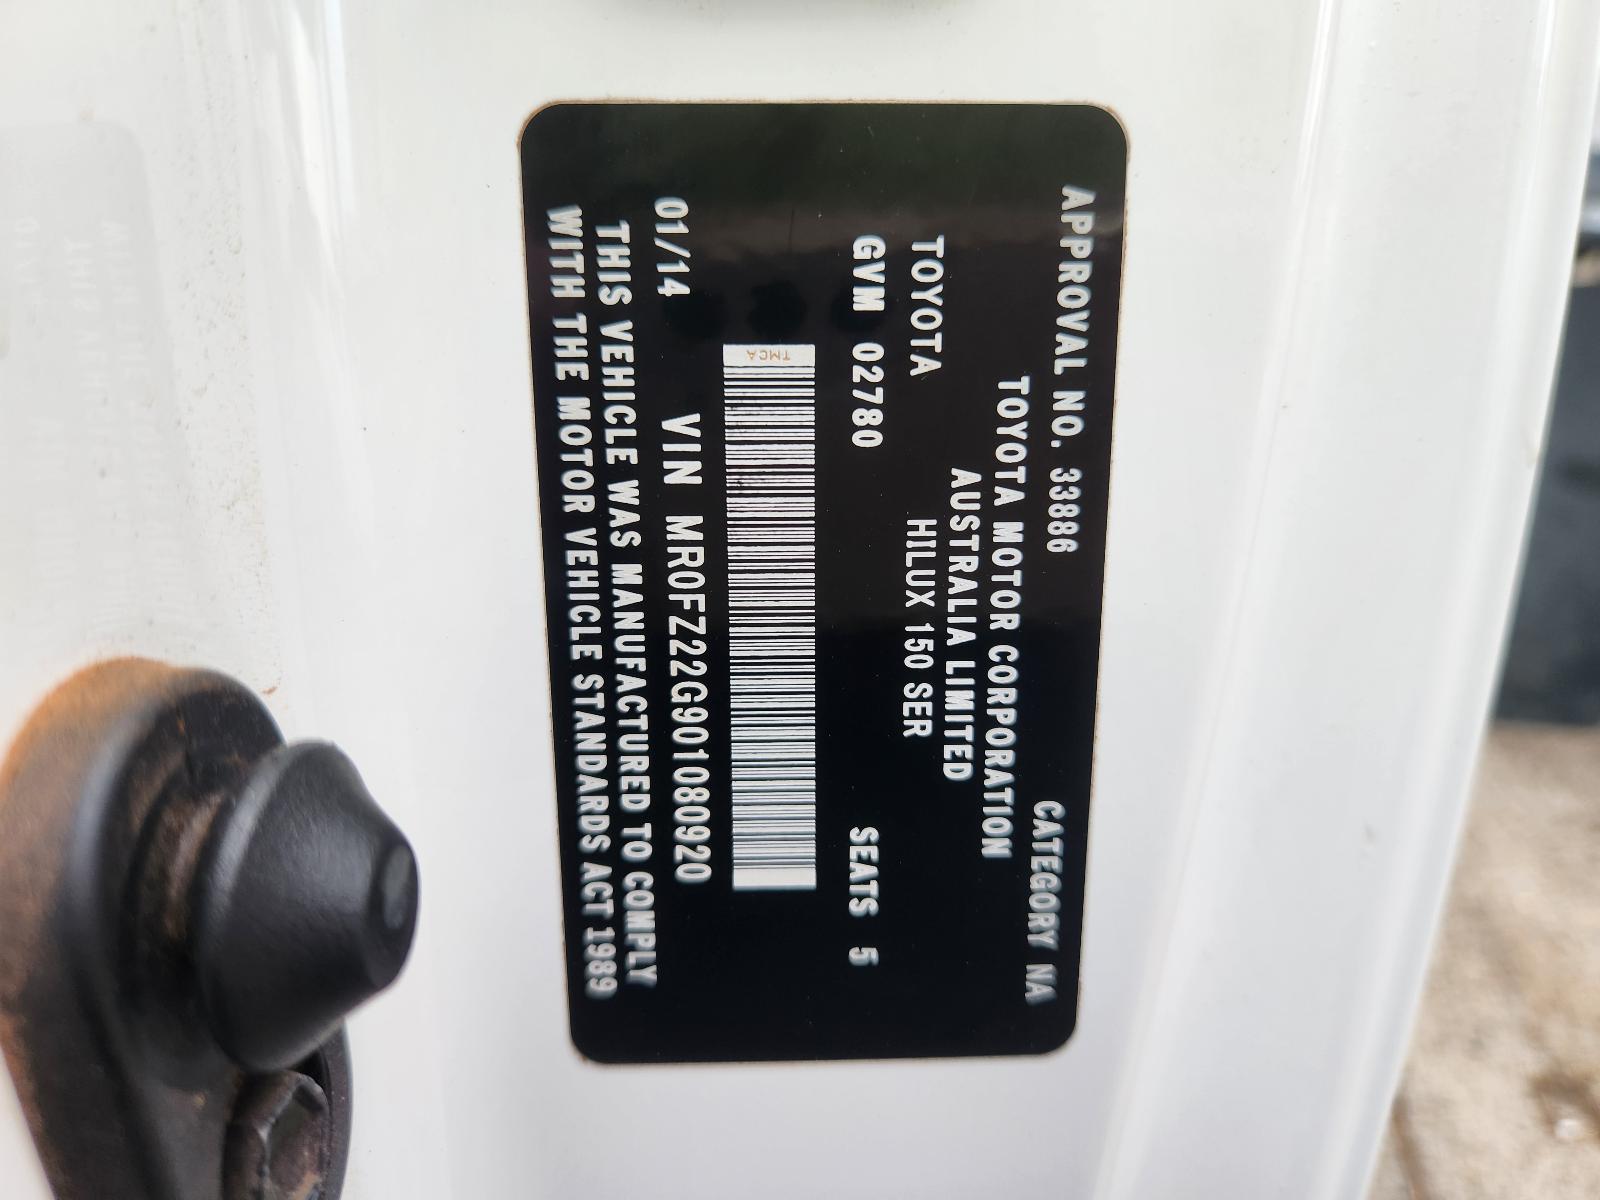 APPROVAL NO. 33886 CATEGORY NA
TOYOTA MOTOR CORPORATION
AUSTRALIA LIMITED
TOYOTA HILUX 150 SER
GVM 02780 SEATS 5
TMCA
01/14 VIN MR0FZ22G901080920
THIS VEHICLE WAS MANUFACTURED TO COMPLY
WITH THE MOTOR VEHICLE STANDARDS ACT 1989